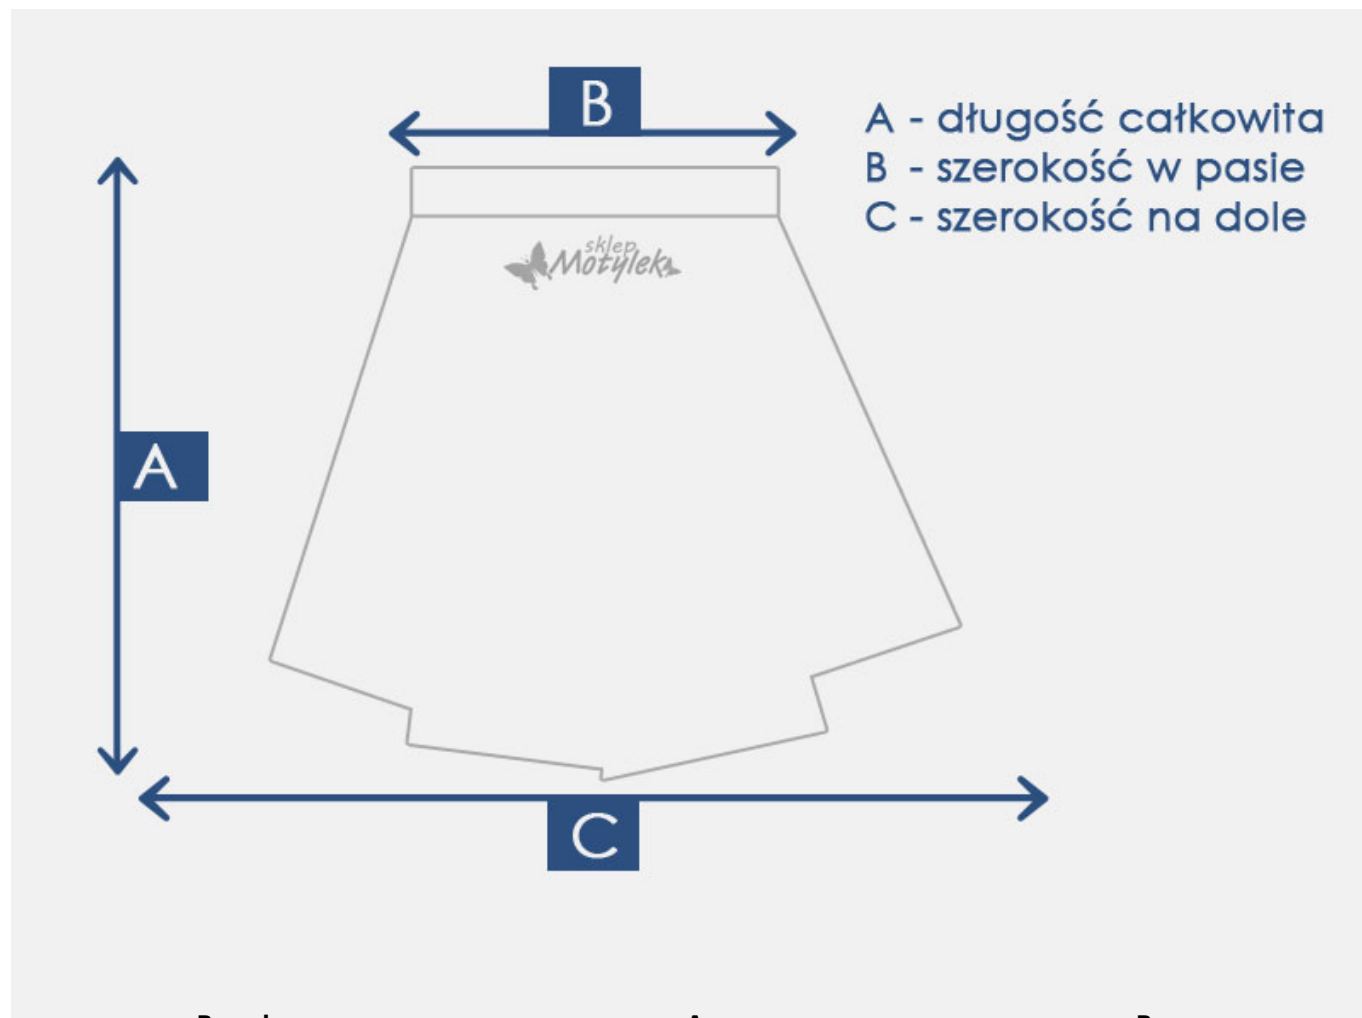 B
A - długość całkowita
B - szerokość w pasie
C - szerokość na dole
sklep
Motylek
A
C